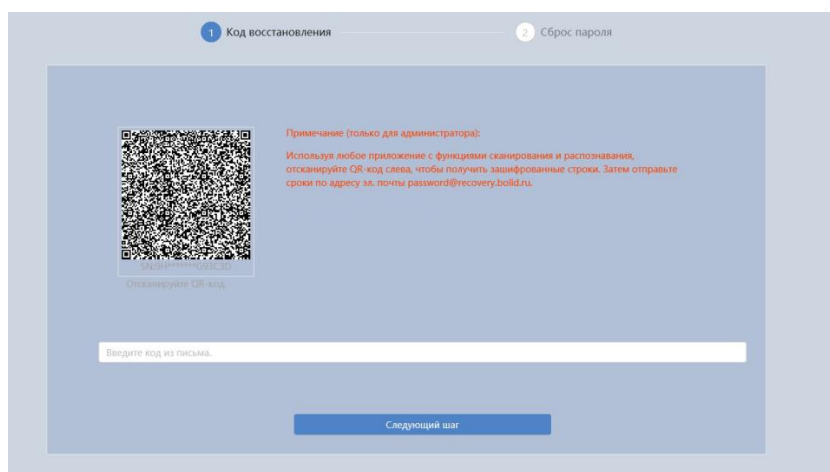 1 Код восстановления
2 Сброс пароля
Примечание (только для администратора):
Используя любое приложение с функциями сканирования и распознавания,
отсканируйте QR-код слева, чтобы получить зашифрованные строки. Затем отправьте
сроки по адресу эл. почты password@recovery.bolid.ru.
Отсканируйте QR-код.
Введите код из письма.
Следующий шаг